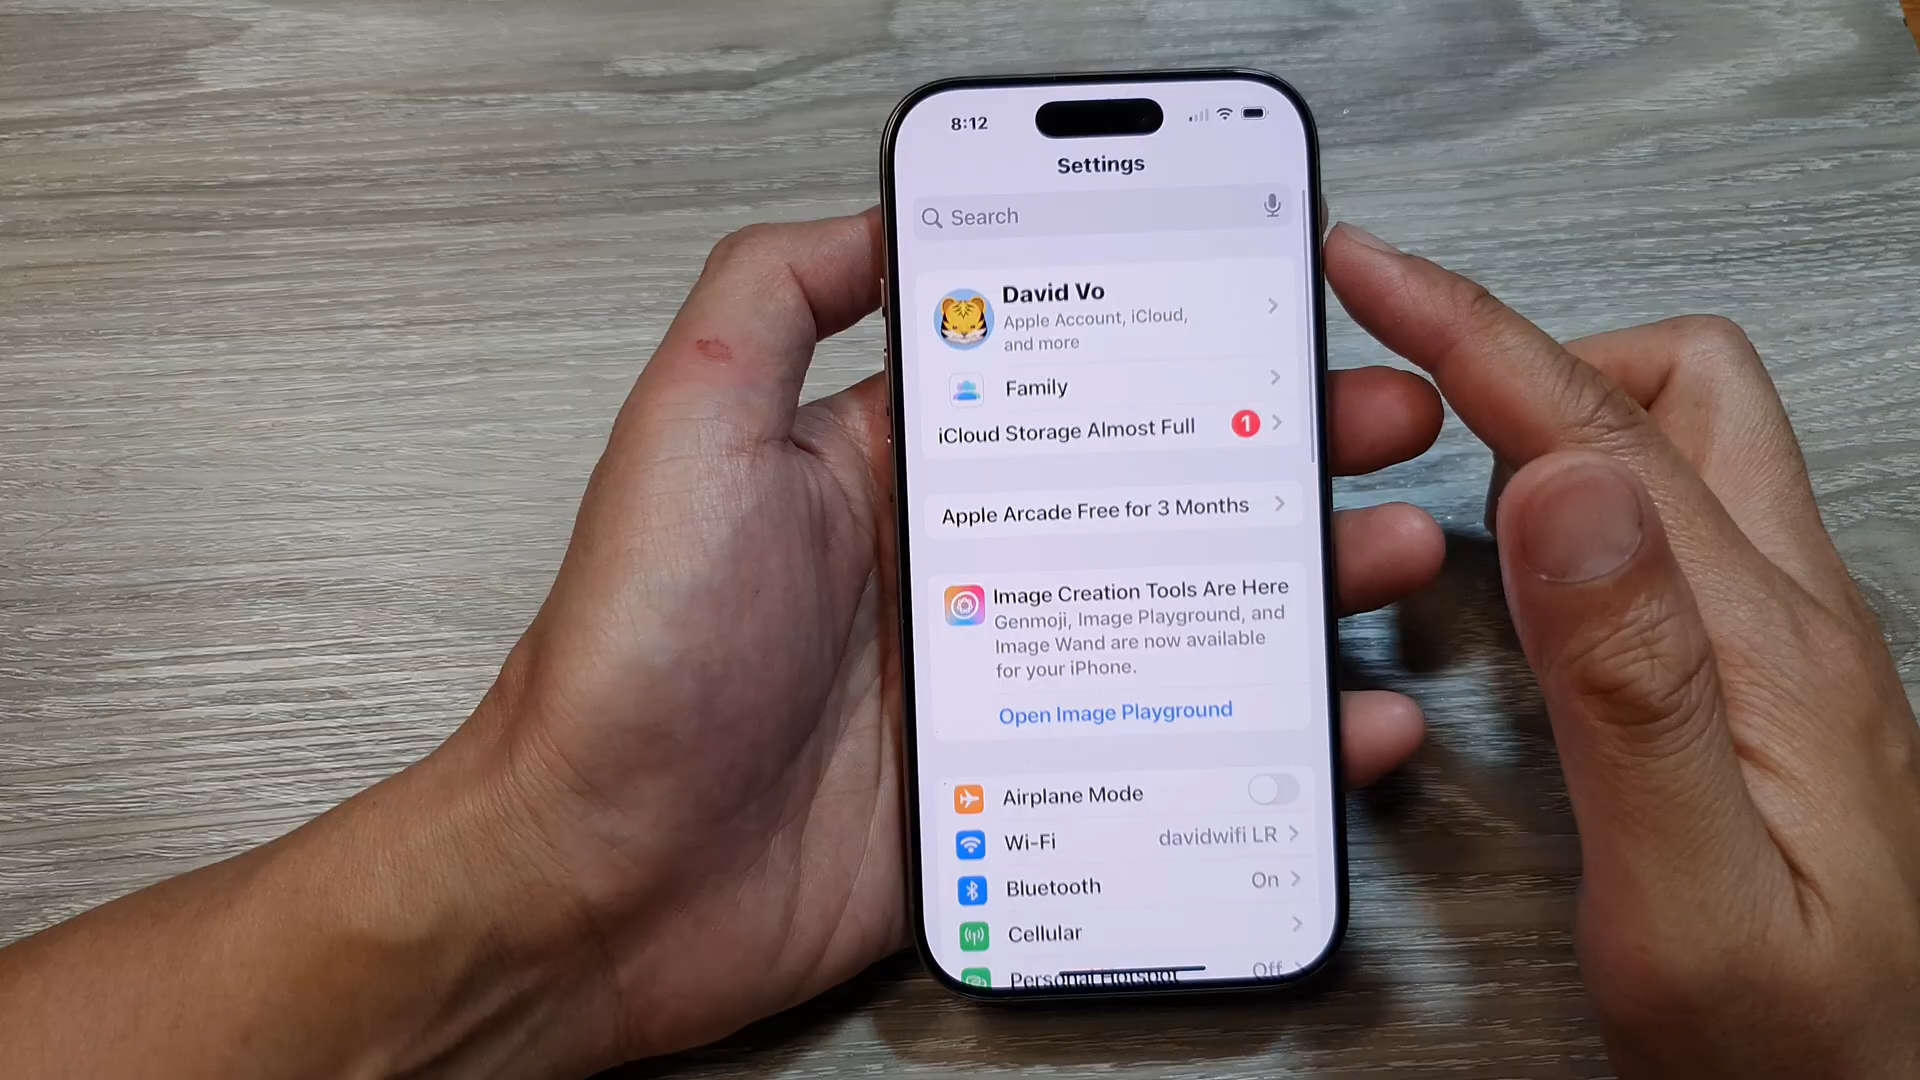 8:12
Settings
Search
David Vo
Apple Account, iCloud,
and more
Family
iCloud Storage Almost Full 1
Apple Arcade Free for 3 Months
Image Creation Tools Are Here
Genmoji, Image Playground, and
Image Wand are now available
for your iPhone.
Open Image Playground
Airplane Mode
Wi-Fi davidwifi LR
Bluetooth On
Cellular
Personal Hotspot Off